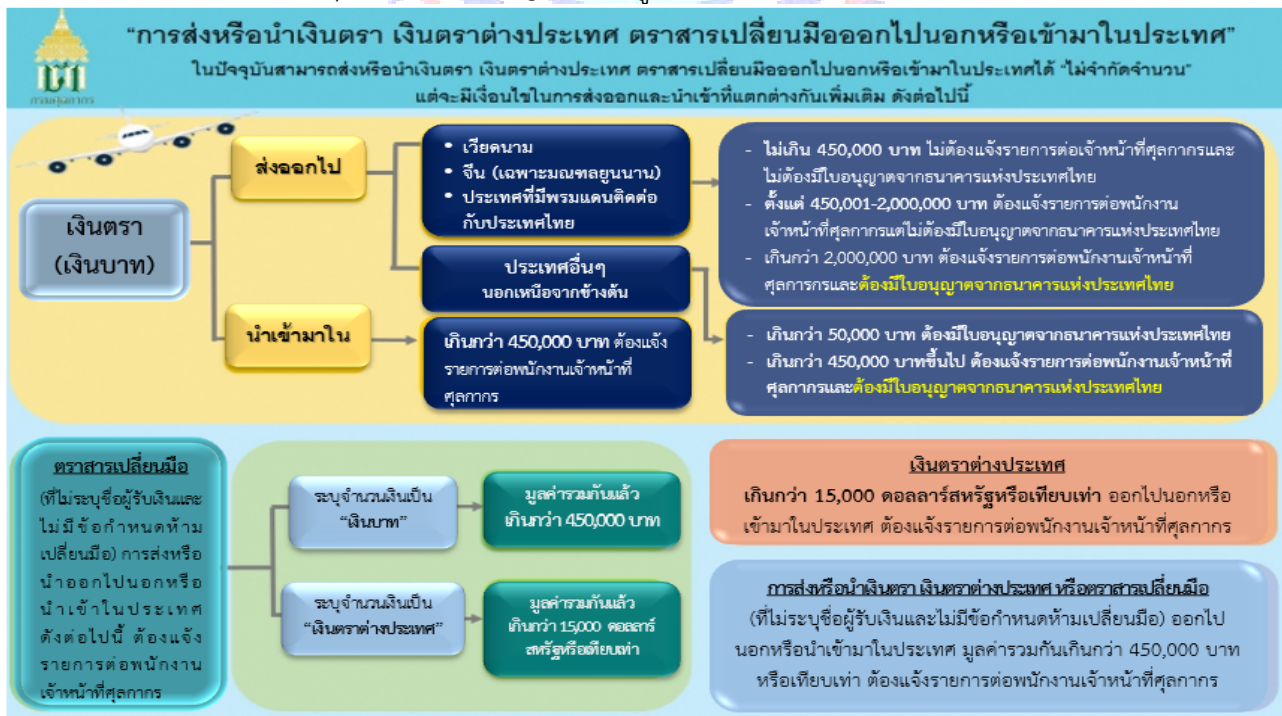 “การส่งหรือนำเงินตรา เงินตราต่างประเทศ ตราสารเปลี่ยนมือออกไปนอกหรือเข้ามาในประเทศ”
ในปัจจุบันสามารถส่งหรือนำเงินตรา เงินตราต่างประเทศ ตราสารเปลี่ยนมือออกไปนอกหรือเข้ามาในประเทศได้ “ไม่จำกัดจำนวน”
แต่จะมีเงื่อนไขในการส่งออกและนำเข้าที่แตกต่างกันเพิ่มเติม ดังต่อไปนี้
กรมศุลกากร
เงินตรา
(เงินบาท)
ส่งออกไป
• เวียดนาม
• จีน (เฉพาะมณฑลยูนนาน)
• ประเทศที่มีพรมแดนติดต่อ
กับประเทศไทย
- ไม่เกิน 450,000 บาท ไม่ต้องแจ้งรายการต่อเจ้าหน้าที่ศุลกากรและ
ไม่ต้องมีใบอนุญาตจากธนาคารแห่งประเทศไทย
- ตั้งแต่ 450,001-2,000,000 บาท ต้องแจ้งรายการต่อพนักงาน
เจ้าหน้าที่ศุลกากรแต่ไม่ต้องมีใบอนุญาตจากธนาคารแห่งประเทศไทย
- เกินกว่า 2,000,000 บาท ต้องแจ้งรายการต่อพนักงานเจ้าหน้าที่
ศุลการกรและต้องมีใบอนุญาตจากธนาคารแห่งประเทศไทย
ประเทศอื่นๆ
นอกเหนือจากข้างต้น
- เกินกว่า 50,000 บาท ต้องมีใบอนุญาตจากธนาคารแห่งประเทศไทย
- เกินกว่า 450,000 บาทขึ้นไป ต้องแจ้งรายการต่อพนักงานเจ้าหน้าที่
ศุลกากรและต้องมีใบอนุญาตจากธนาคารแห่งประเทศไทย
นำเข้ามาใน
เกินกว่า 450,000 บาท ต้องแจ้ง
รายการต่อพนักงานเจ้าหน้าที่
ศุลกากร
ตราสารเปลี่ยนมือ
(ที่ไม่ระบุชื่อผู้รับเงินและ
ไม่มีข้อกำหนดห้าม
เปลี่ยนมือ) การส่งหรือ
นำออกไปนอกหรือ
นำเข้าในประเทศ
ดังต่อไปนี้ ต้องแจ้ง
รายการต่อพนักงาน
เจ้าหน้าที่ศุลกากร
ระบุจำนวนเงินเป็น
“เงินบาท”
มูลค่ารวมกันแล้ว
เกินกว่า 450,000 บาท
ระบุจำนวนเงินเป็น
“เงินตราต่างประเทศ”
มูลค่ารวมกันแล้ว
เกินกว่า 15,000 ดอลลาร์
สหรัฐหรือเทียบเท่า
เงินตราต่างประเทศ
เกินกว่า 15,000 ดอลลาร์สหรัฐหรือเทียบเท่า ออกไปนอกหรือ
เข้ามาในประเทศ ต้องแจ้งรายการต่อพนักงานเจ้าหน้าที่ศุลกากร
การส่งหรือนำเงินตรา เงินตราต่างประเทศ หรือตราสารเปลี่ยนมือ
(ที่ไม่ระบุชื่อผู้รับเงินและไม่มีข้อกำหนดห้ามเปลี่ยนมือ) ออกไป
นอกหรือนำเข้ามาในประเทศ มูลค่ารวมกันเกินกว่า 450,000 บาท
หรือเทียบเท่า ต้องแจ้งรายการต่อพนักงานเจ้าหน้าที่ศุลกากร